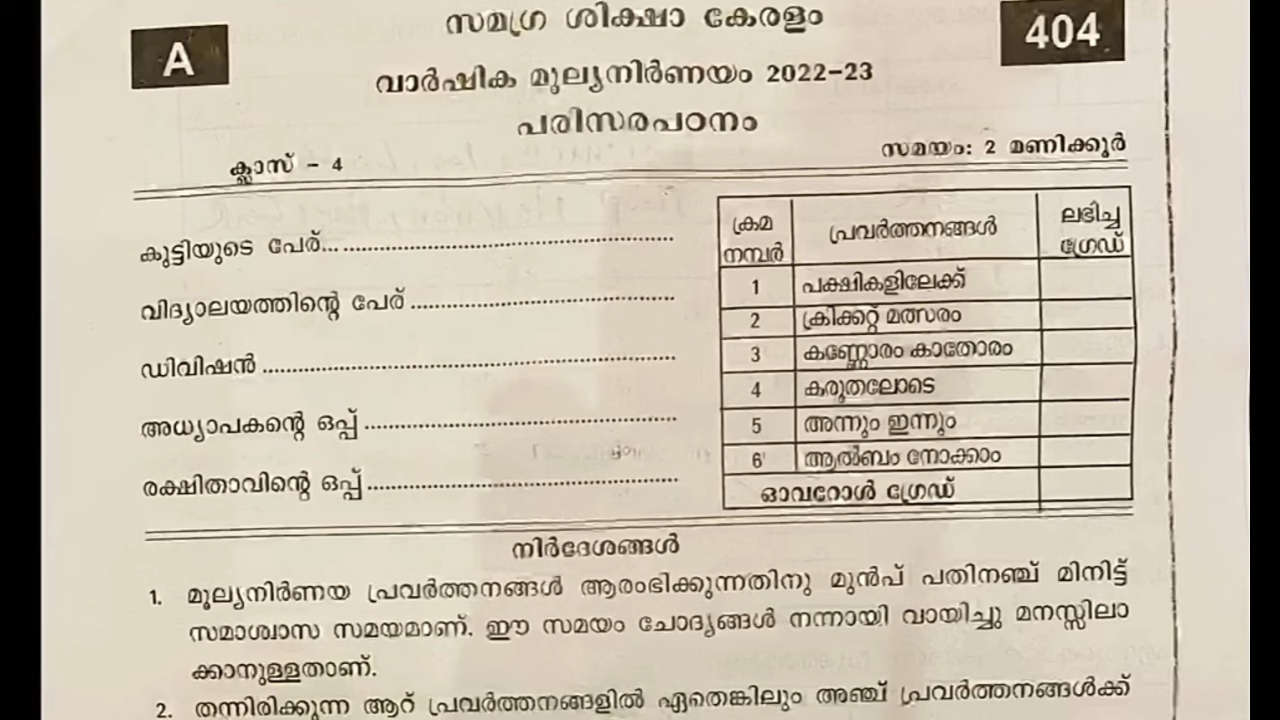 A
സമഗ്ര ശിക്ഷാ കേരളം
404
വാർഷിക മൂല്യനിർണയം 2022-23
പരിസരപഠനം
ക്ലാസ് - 4
സമയം: 2 മണിക്കൂർ
കുട്ടിയുടെ പേര്.................................................................
വിദ്യാലയത്തിന്റെ പേര് ..................................................
ഡിവിഷൻ ..........................................................................
അധ്യാപകന്റെ ഒപ്പ് .........................................................
രക്ഷിതാവിന്റെ ഒപ്പ് .........................................................
ക്രമ നമ്പർ പ്രവർത്തനങ്ങൾ ലഭിച്ച ഗ്രേഡ്
1 പക്ഷികളിലേക്ക്
2 ക്രിക്കറ്റ് മത്സരം
3 കണ്ണോരം കാതോരം
4 കരുതലോടെ
5 അന്നും ഇന്നും
6 ആൽബം നോക്കാം
ഓവറോൾ ഗ്രേഡ്
നിർദേശങ്ങൾ
1. മൂല്യനിർണയ പ്രവർത്തനങ്ങൾ ആരംഭിക്കുന്നതിനു മുൻപ് പതിനഞ്ച് മിനിട്ട്
സമാശ്വാസ സമയമാണ്. ഈ സമയം ചോദ്യങ്ങൾ നന്നായി വായിച്ചു മനസ്സിലാ
ക്കാനുള്ളതാണ്.
2. തന്നിരിക്കുന്ന ആറ് പ്രവർത്തനങ്ങളിൽ ഏതെങ്കിലും അഞ്ച് പ്രവർത്തനങ്ങൾക്ക്